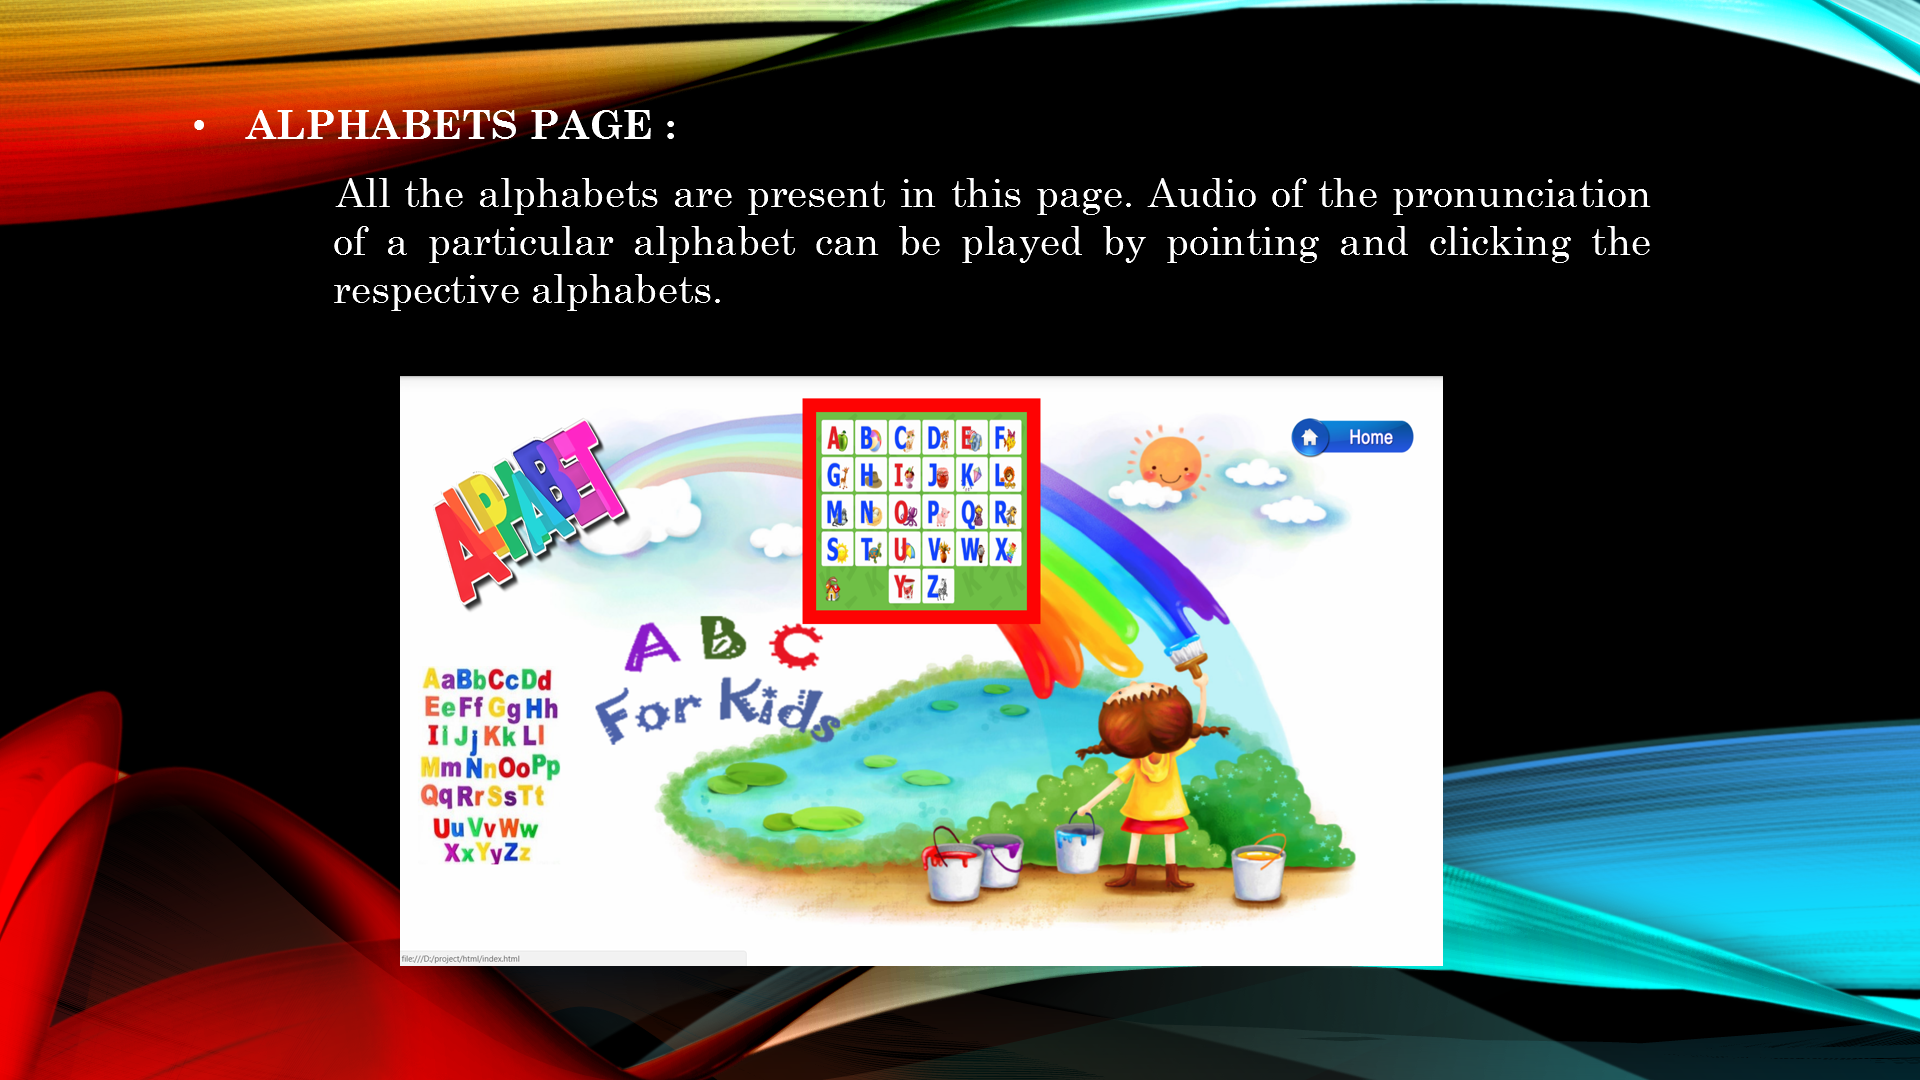 • ALPHABETS PAGE :
All the alphabets are present in this page. Audio of the pronunciation
of a particular alphabet can be played by pointing and clicking the
respective alphabets.
ALPHABET
A B C D E F
G H I J K L
M N O P Q R
S T U V W X
Y Z
Home
A B C
For Kids
AaBbCcDd
EeFfGgHh
IiJjKkLl
MmNnOoPp
QqRrSsTt
UuVvWw
XxYyZz
file:///D:/project/html/index.html